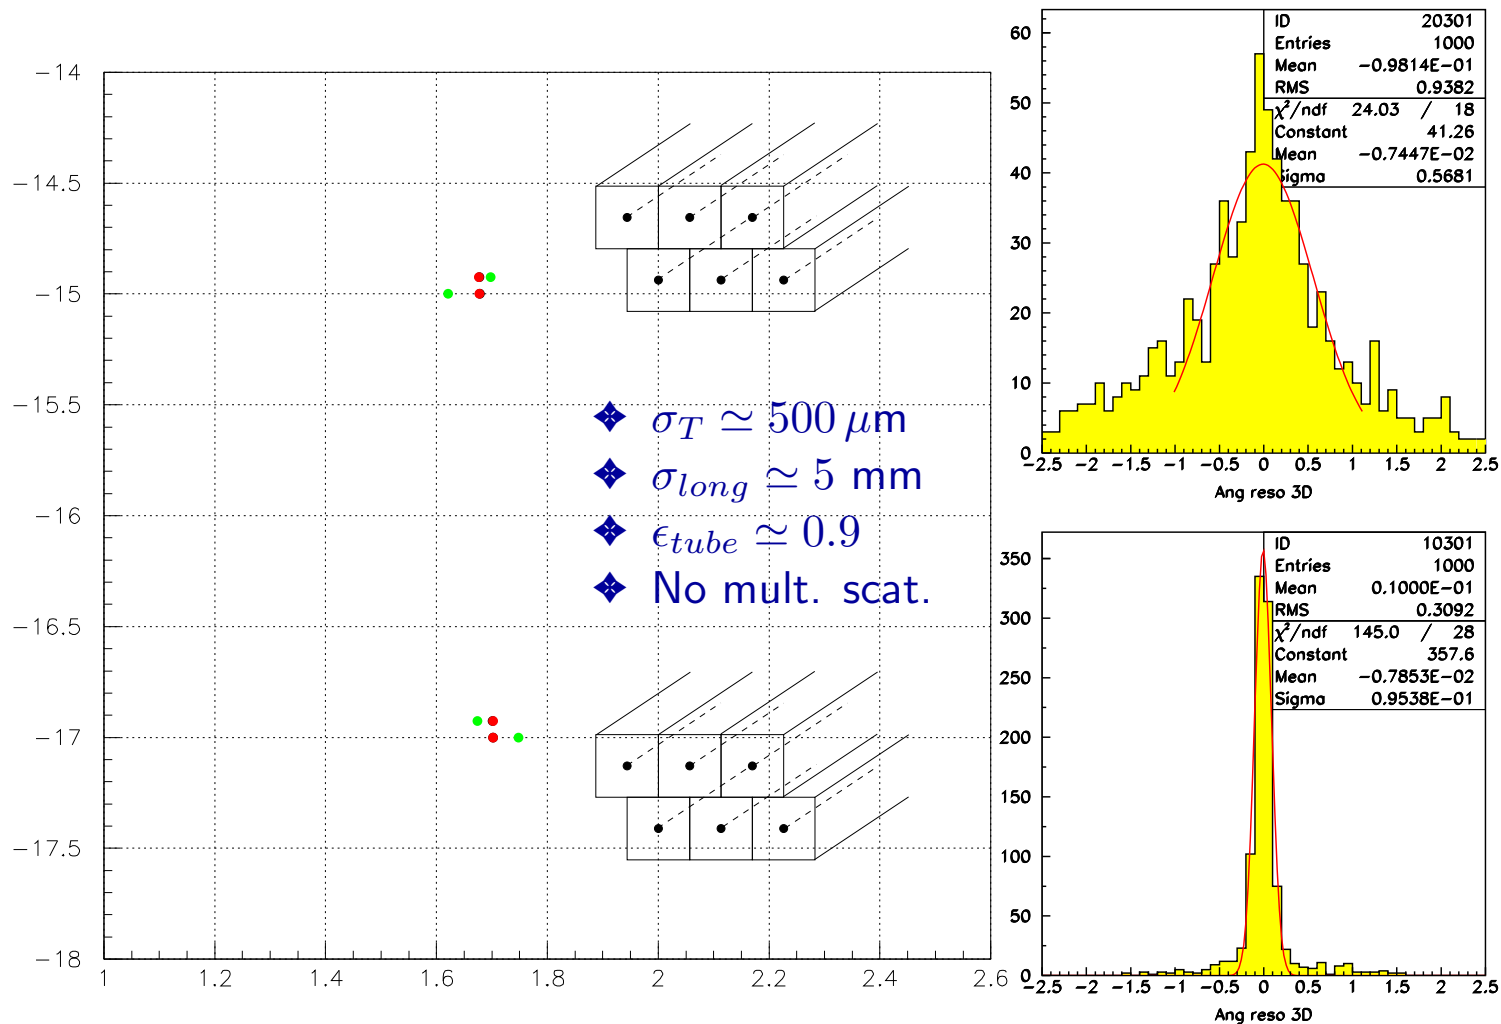 -14
-14.5
-15
-15.5
-16
-16.5
-17
-17.5
-18
1 1.2 1.4 1.6 1.8 2 2.2 2.4 2.6
❖ σ_T ≃ 500 μm
❖ σ_long ≃ 5 mm
❖ ϵ_tube ≃ 0.9
❖ No mult. scat.
ID 20301
Entries 1000
Mean -0.9814E-01
RMS 0.9382
χ²/ndf 24.03 / 18
Constant 41.26
Mean -0.7447E-02
Sigma 0.5681
60
50
40
30
20
10
0
-2.5 -2 -1.5 -1 -0.5 0 0.5 1 1.5 2 2.5
Ang reso 3D
ID 10301
Entries 1000
Mean 0.1000E-01
RMS 0.3092
χ²/ndf 145.0 / 28
Constant 357.6
Mean -0.7853E-02
Sigma 0.9538E-01
350
300
250
200
150
100
50
0
-2.5 -2 -1.5 -1 -0.5 0 0.5 1 1.5 2 2.5
Ang reso 3D